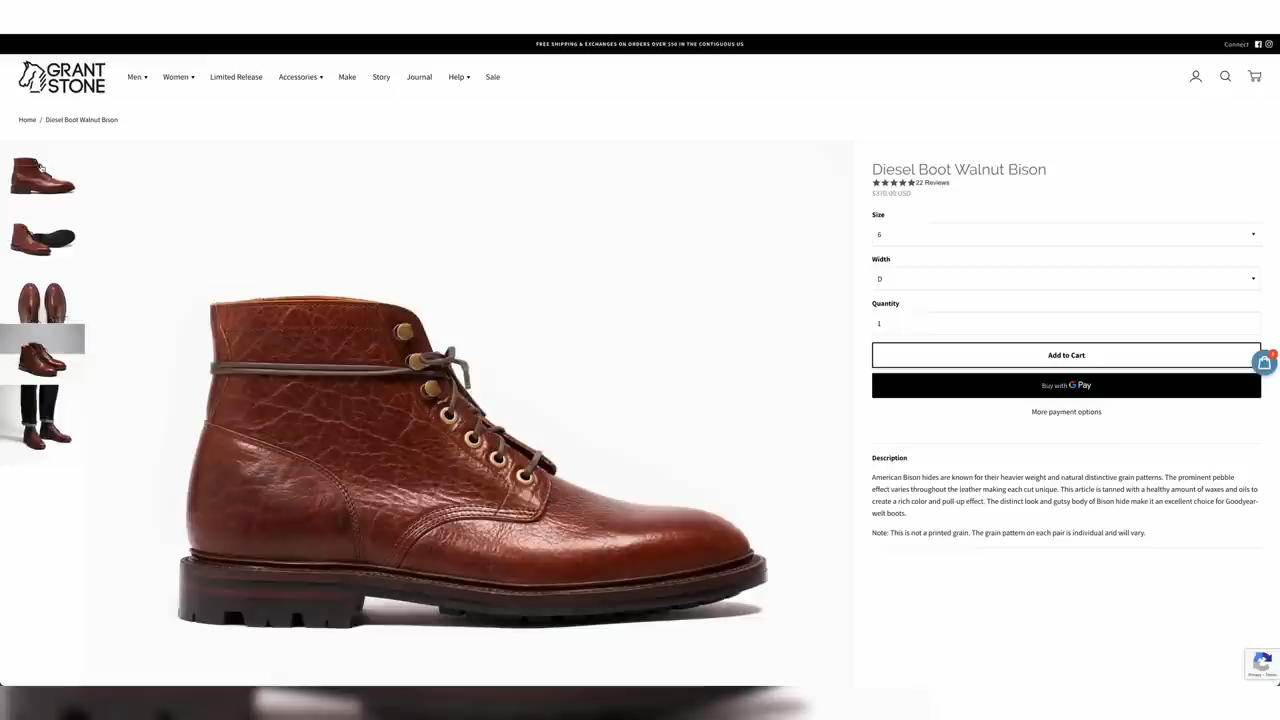 FREE SHIPPING & EXCHANGES ON ORDERS OVER $50 IN THE CONTIGUOUS US
Connect
GRANT
STONE
Men
Women
Limited Release
Accessories
Make
Story
Journal
Help
Sale
Home / Diesel Boot Walnut Bison
Diesel Boot Walnut Bison
22 Reviews
$370.00 USD
Size
6
Width
D
Quantity
1
Add to Cart
Buy with G Pay
More payment options
Description
American Bison hides are known for their heavier weight and natural distinctive grain patterns. The prominent pebble
effect varies throughout the leather making each cut unique. This article is tanned with a healthy amount of waxes and oils to
create a rich color and pull-up effect. The distinct look and gutsy body of Bison hide make it an excellent choice for Goodyear-
welt boots.
Note: This is not a printed grain. The grain pattern on each pair is individual and will vary.
Privacy - Terms